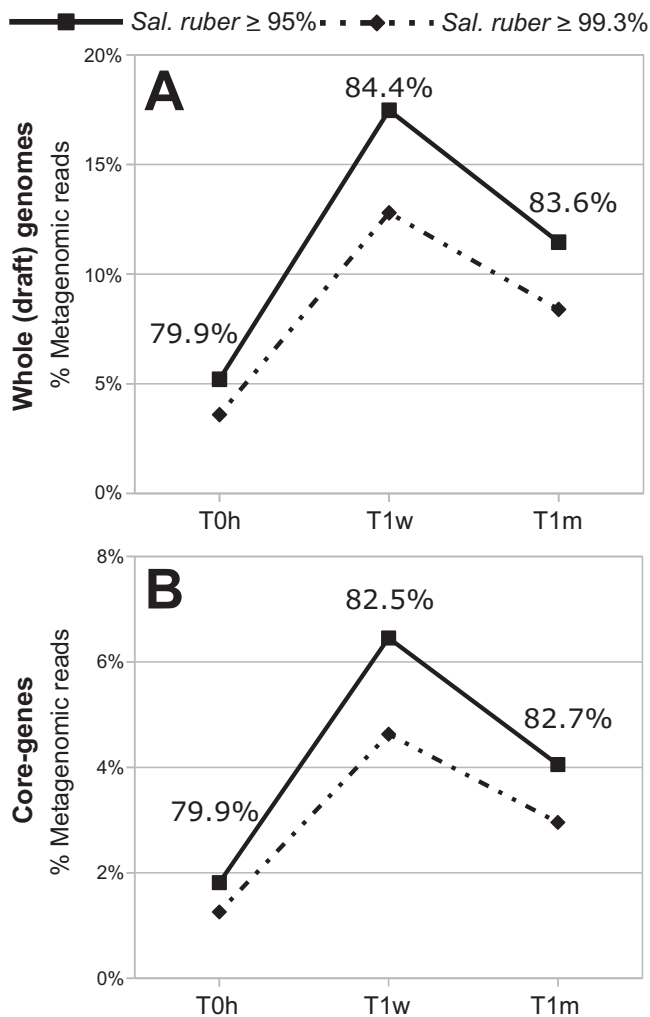 Sal. ruber ≥ 95% Sal. ruber ≥ 99.3%
A
Whole (draft) genomes
% Metagenomic reads
20%
15%
10%
5%
0%
84.4%
83.6%
79.9%
T0h T1w T1m
B
Core-genes
% Metagenomic reads
8%
6%
4%
2%
0%
82.5%
82.7%
79.9%
T0h T1w T1m